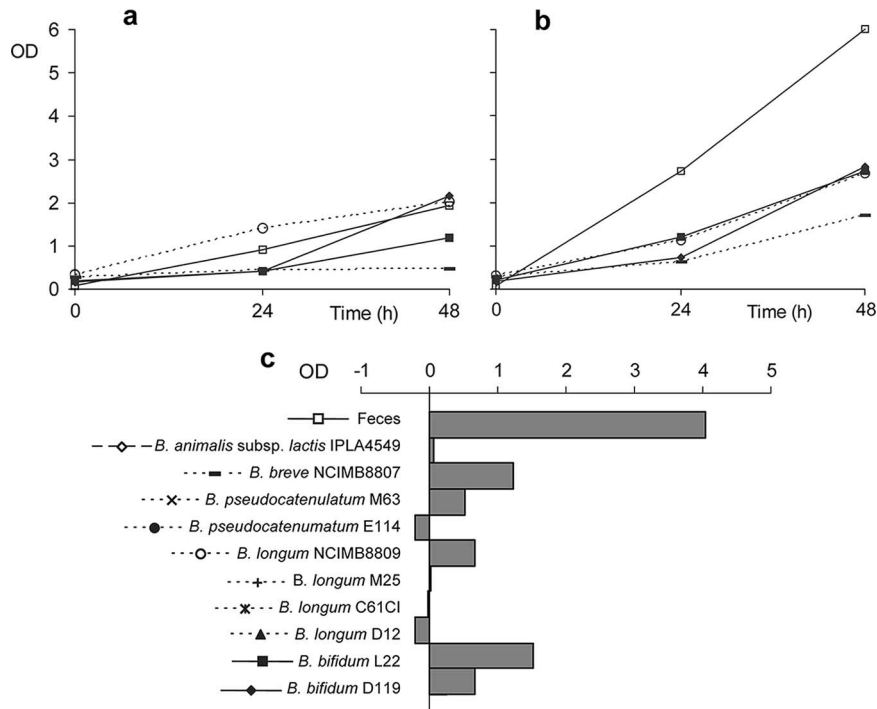 a
b
OD
6
5
4
3
2
1
0
0 24 Time (h) 48
0 24 Time (h) 48
c
OD -1 0 1 2 3 4 5
Feces
B. animalis subsp. lactis IPLA4549
B. breve NCIMB8807
B. pseudocatenulatum M63
B. pseudocatenumatum E114
B. longum NCIMB8809
B. longum M25
B. longum C61CI
B. longum D12
B. bifidum L22
B. bifidum D119